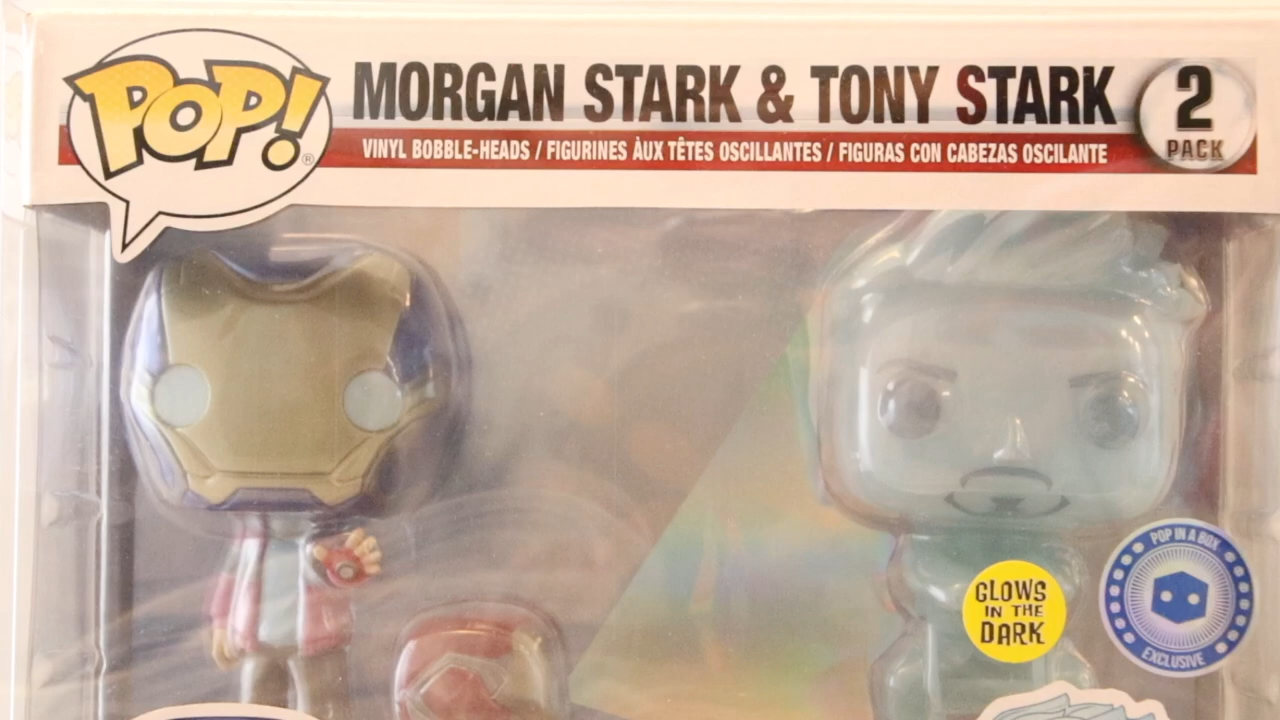 POP!®
MORGAN STARK & TONY STARK
2
PACK
VINYL BOBBLE-HEADS / FIGURINES ÀUX TÊTES OSCILLANTES / FIGURAS CON CABEZAS OSCILANTE
GLOWS
IN THE
DARK
POP IN A BOX
EXCLUSIVE